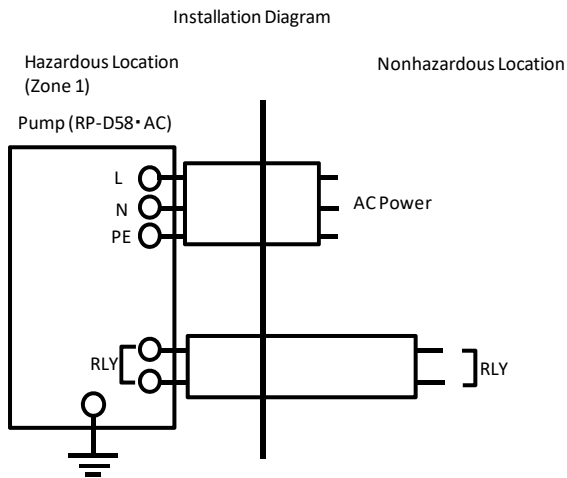 Installation Diagram
Hazardous Location
(Zone 1)
Nonhazardous Location
Pump (RP-D58・AC)
L
N
PE
AC Power
RLY
RLY